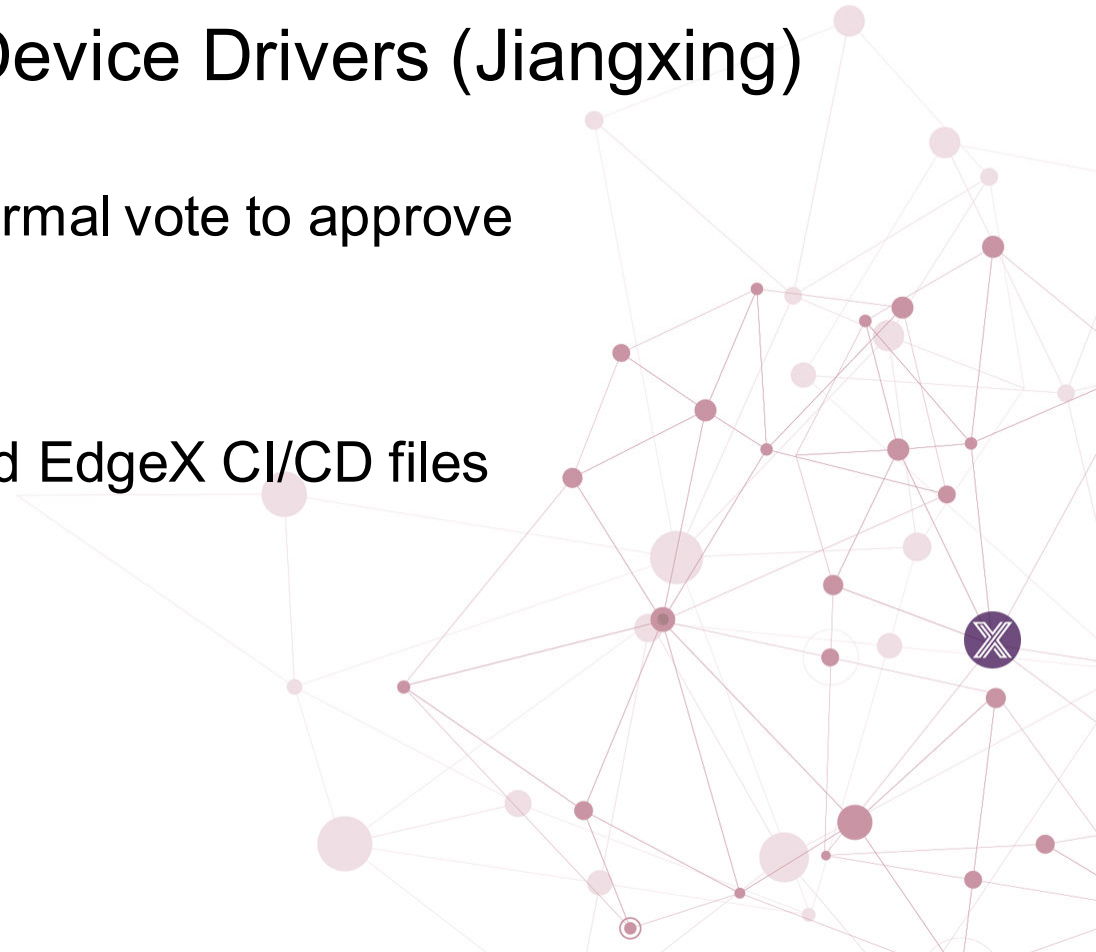 Device Drivers (Jiangxing)
rmal vote to approve
d EdgeX CI/CD files